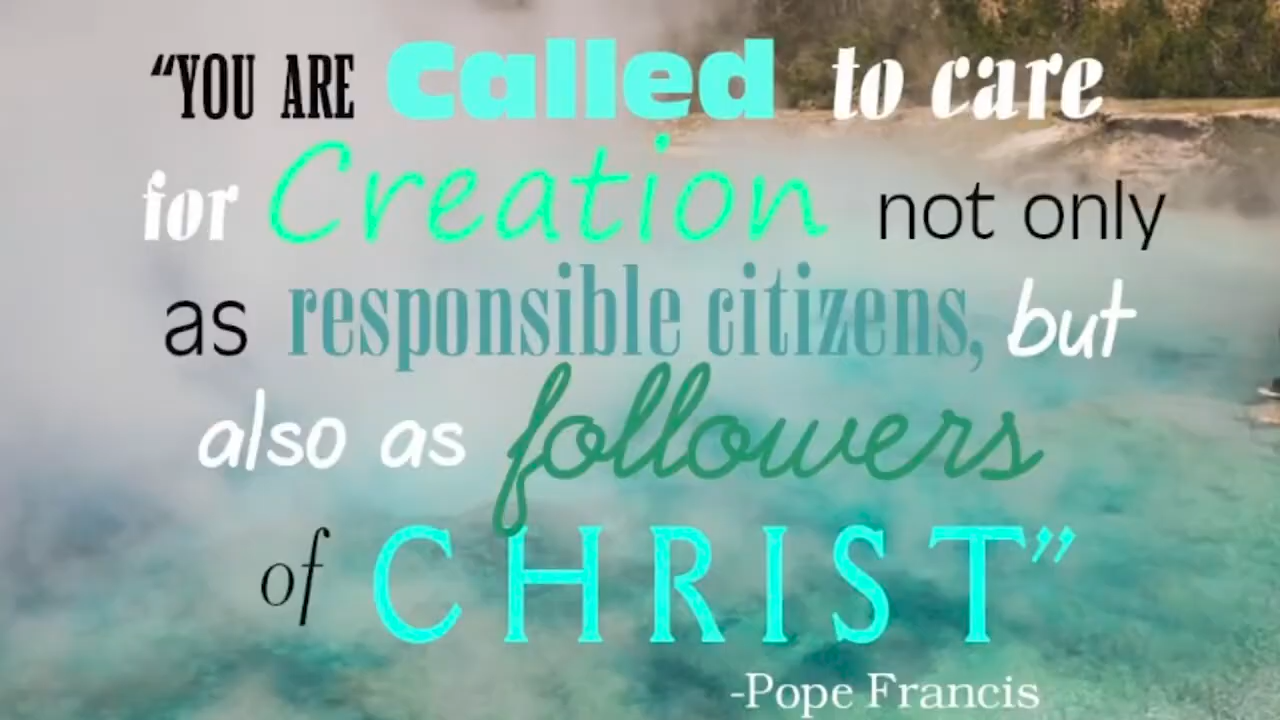 “YOU ARE Called to care
for Creation not only
as responsible citizens, but
also as followers
of CHRIST”
-Pope Francis